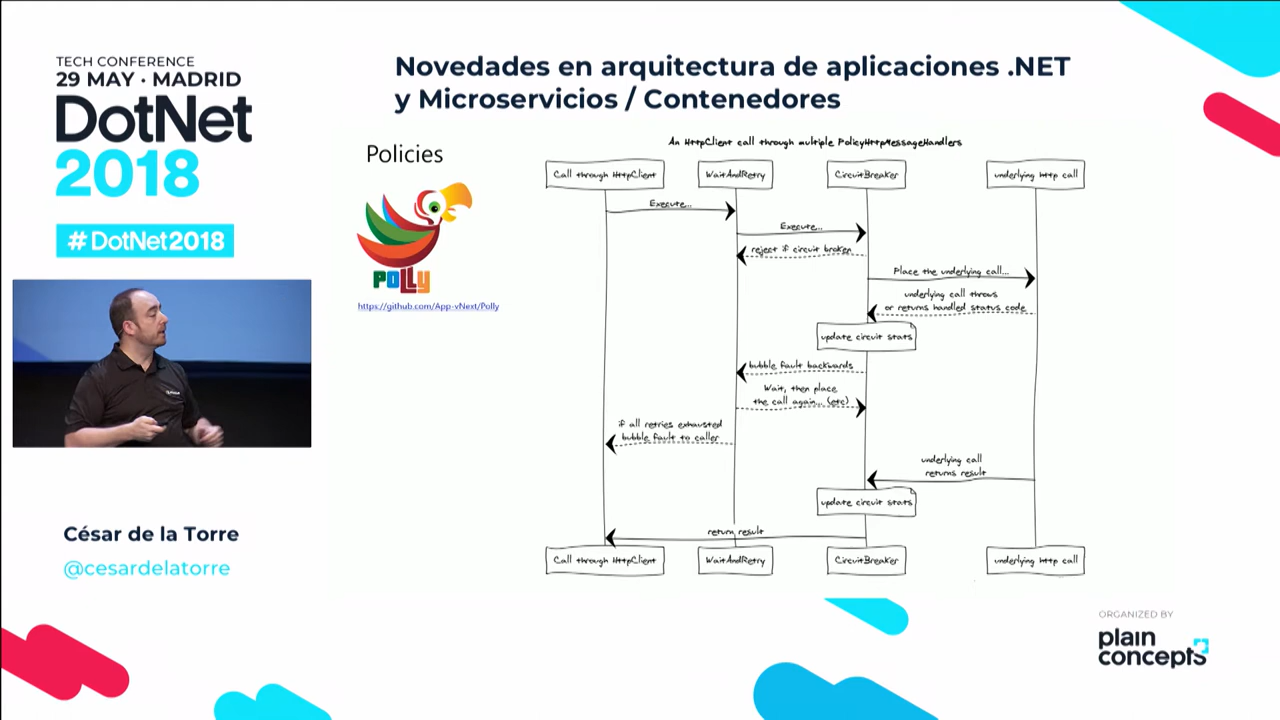 TECH CONFERENCE
29 MAY · MADRID
DotNet
2018
# DotNet2018
César de la Torre
@cesardelatorre
Novedades en arquitectura de aplicaciones .NET
y Microservicios / Contenedores
Policies
POLLY
https://github.com/App-vNext/Polly
An HttpClient call through multiple PolicyHttpMessageHandlers
Call through HttpClient
WaitAndRetry
CircuitBreaker
underlying http call
Execute...
Execute...
reject if circuit broken
Place the underlying call...
underlying call throws
or returns handled status code
update circuit stats
bubble fault backwards
Wait, then place
the call again... (etc)
if all retries exhausted
bubble fault to caller
underlying call
returns result
update circuit stats
return result
Call through HttpClient
WaitAndRetry
CircuitBreaker
underlying http call
ORGANIZED BY
plain
concepts